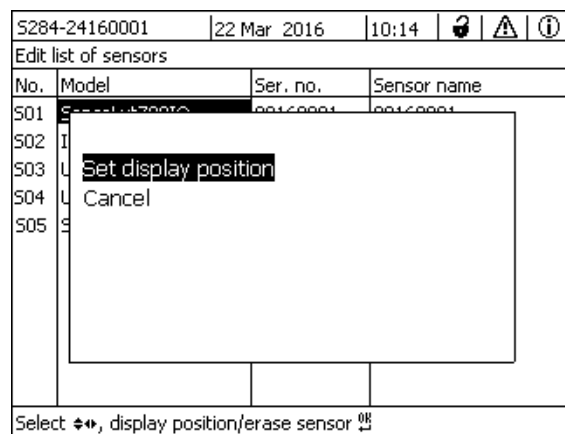 S284-24160001 22 Mar 2016 10:14
Edit list of sensors
No. Model Ser. no. Sensor name
S01
S02
S03
Set display position
S04
Cancel
S05
Select display position/erase sensor OK